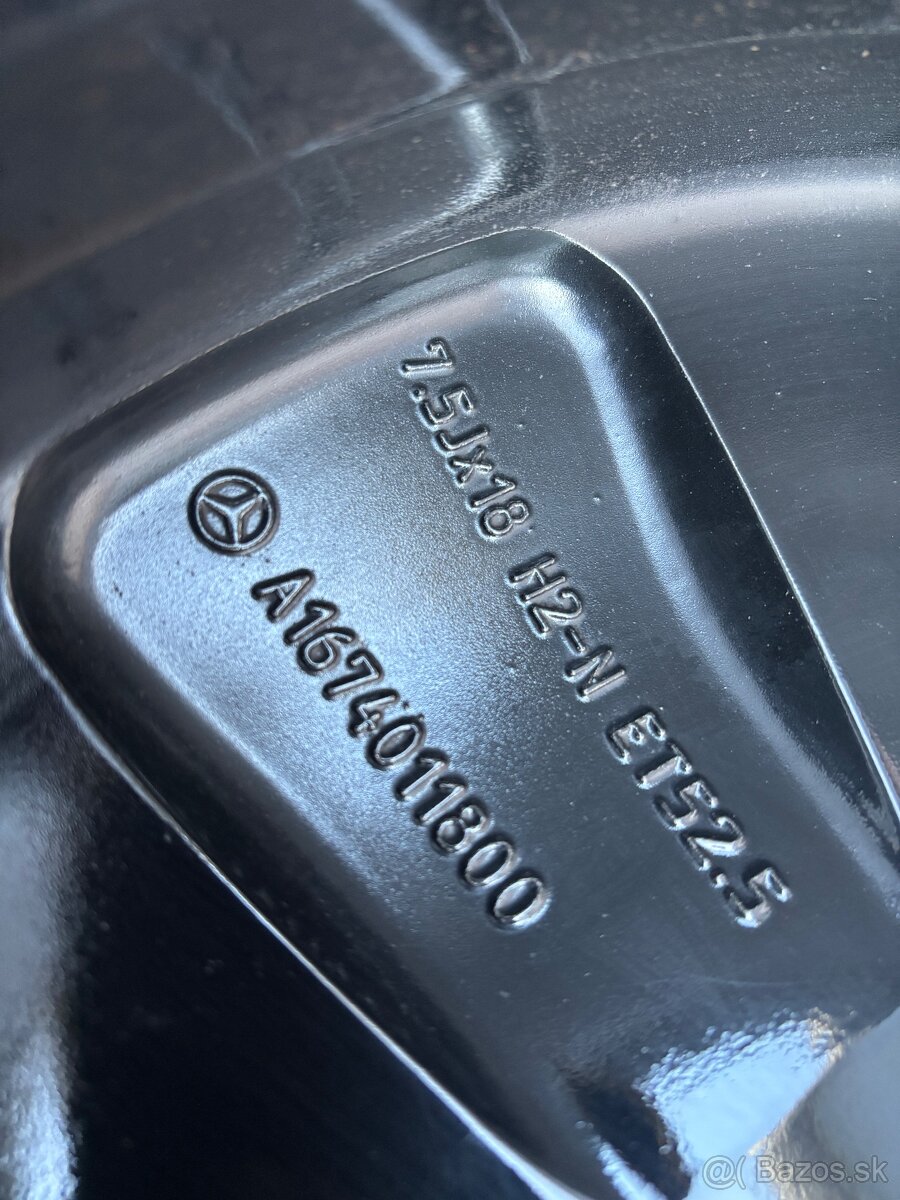 7.5Jx18 H2-N ET52.5
A1674011800
@( Bazos.sk